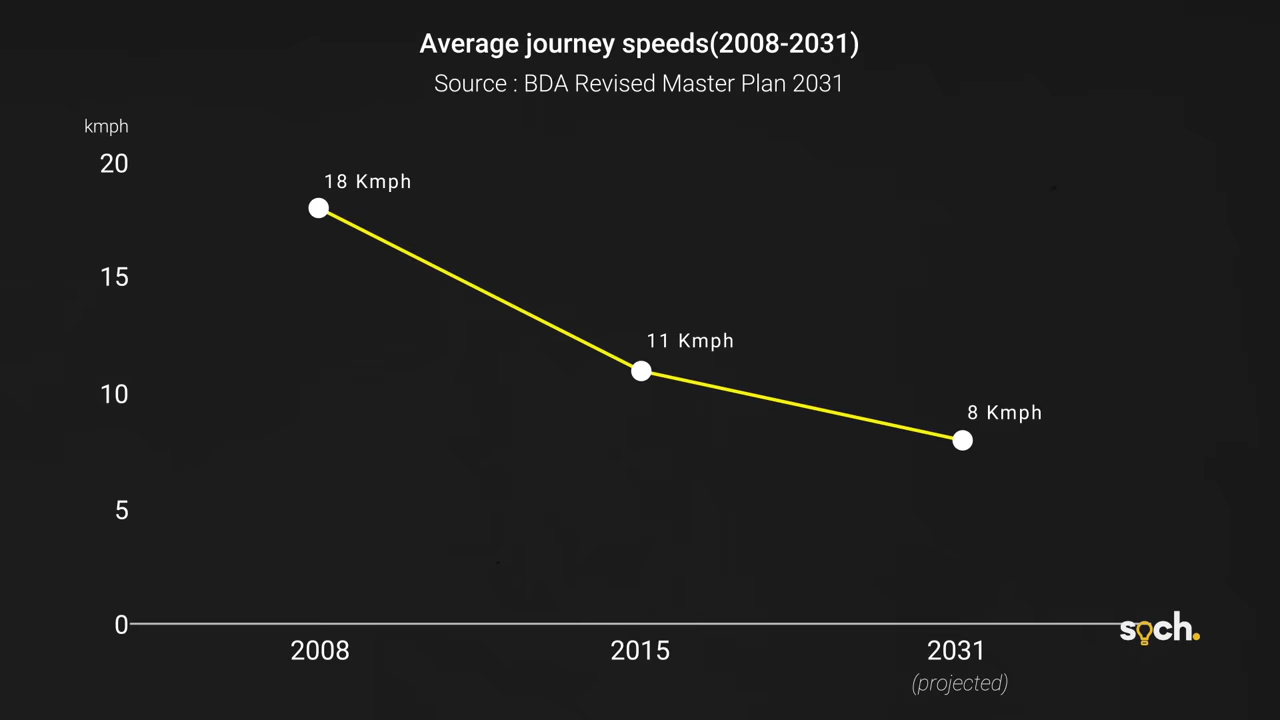 Average journey speeds(2008-2031)
Source : BDA Revised Master Plan 2031
kmph
20
18 Kmph
15
11 Kmph
10
8 Kmph
5
0
soch.
2008 2015 2031
(projected)